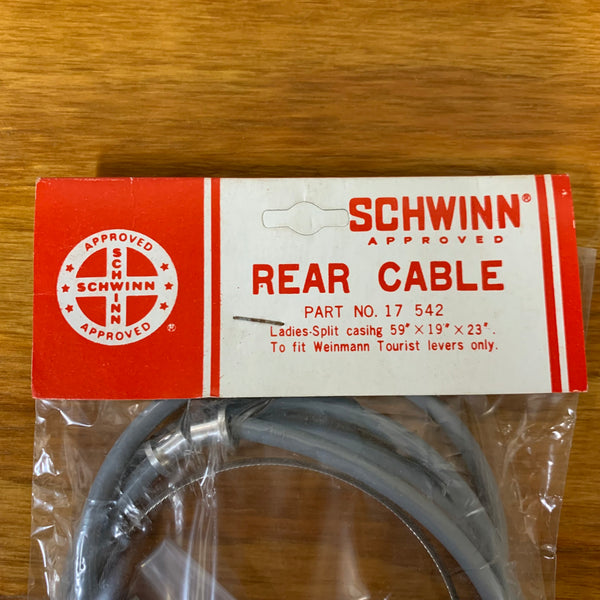 APPROVED
SCHWINN
SCHWINN
APPROVED
®
SCHWINN®
APPROVED
REAR CABLE
PART NO. 17 542
Ladies-Split casihg 59" × 19" × 23".
To fit Weinmann Tourist levers only.